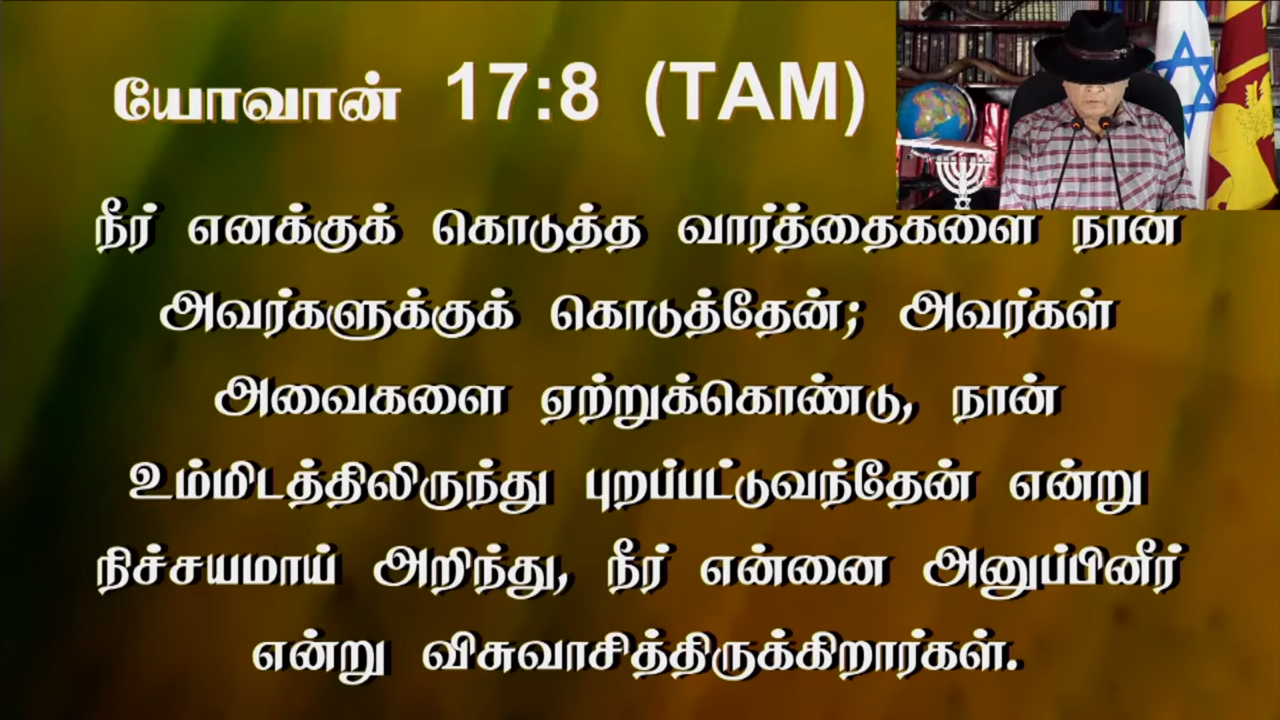 யோவான் 17:8 (TAM)
நீர் எனக்குக் கொடுத்த வார்த்தைகளை நான்
அவர்களுக்குக் கொடுத்தேன்; அவர்கள்
அவைகளை ஏற்றுக்கொண்டு, நான்
உம்மிடத்திலிருந்து புறப்பட்டுவந்தேன் என்று
நிச்சயமாய் அறிந்து, நீர் என்னை அனுப்பினீர்
என்று விசுவாசித்திருக்கிறார்கள்.